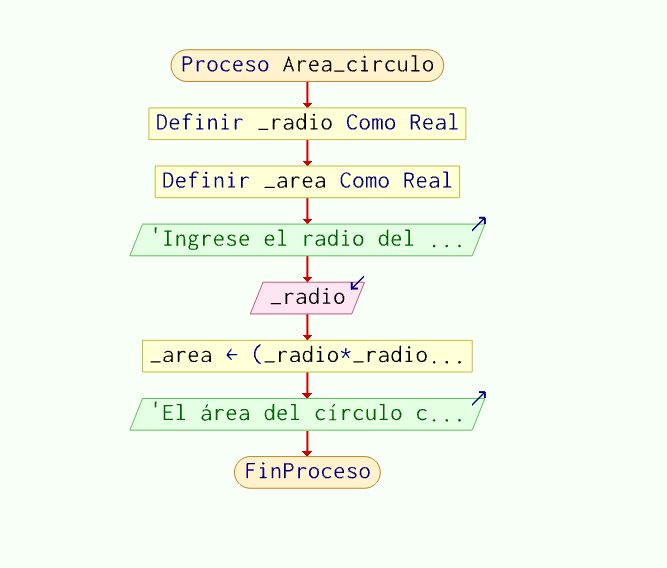 Proceso Area_circulo
Definir _radio Como Real
Definir _area Como Real
'Ingrese el radio del ...
_radio
_area ← (_radio*_radio...
'El área del círculo c...
FinProceso